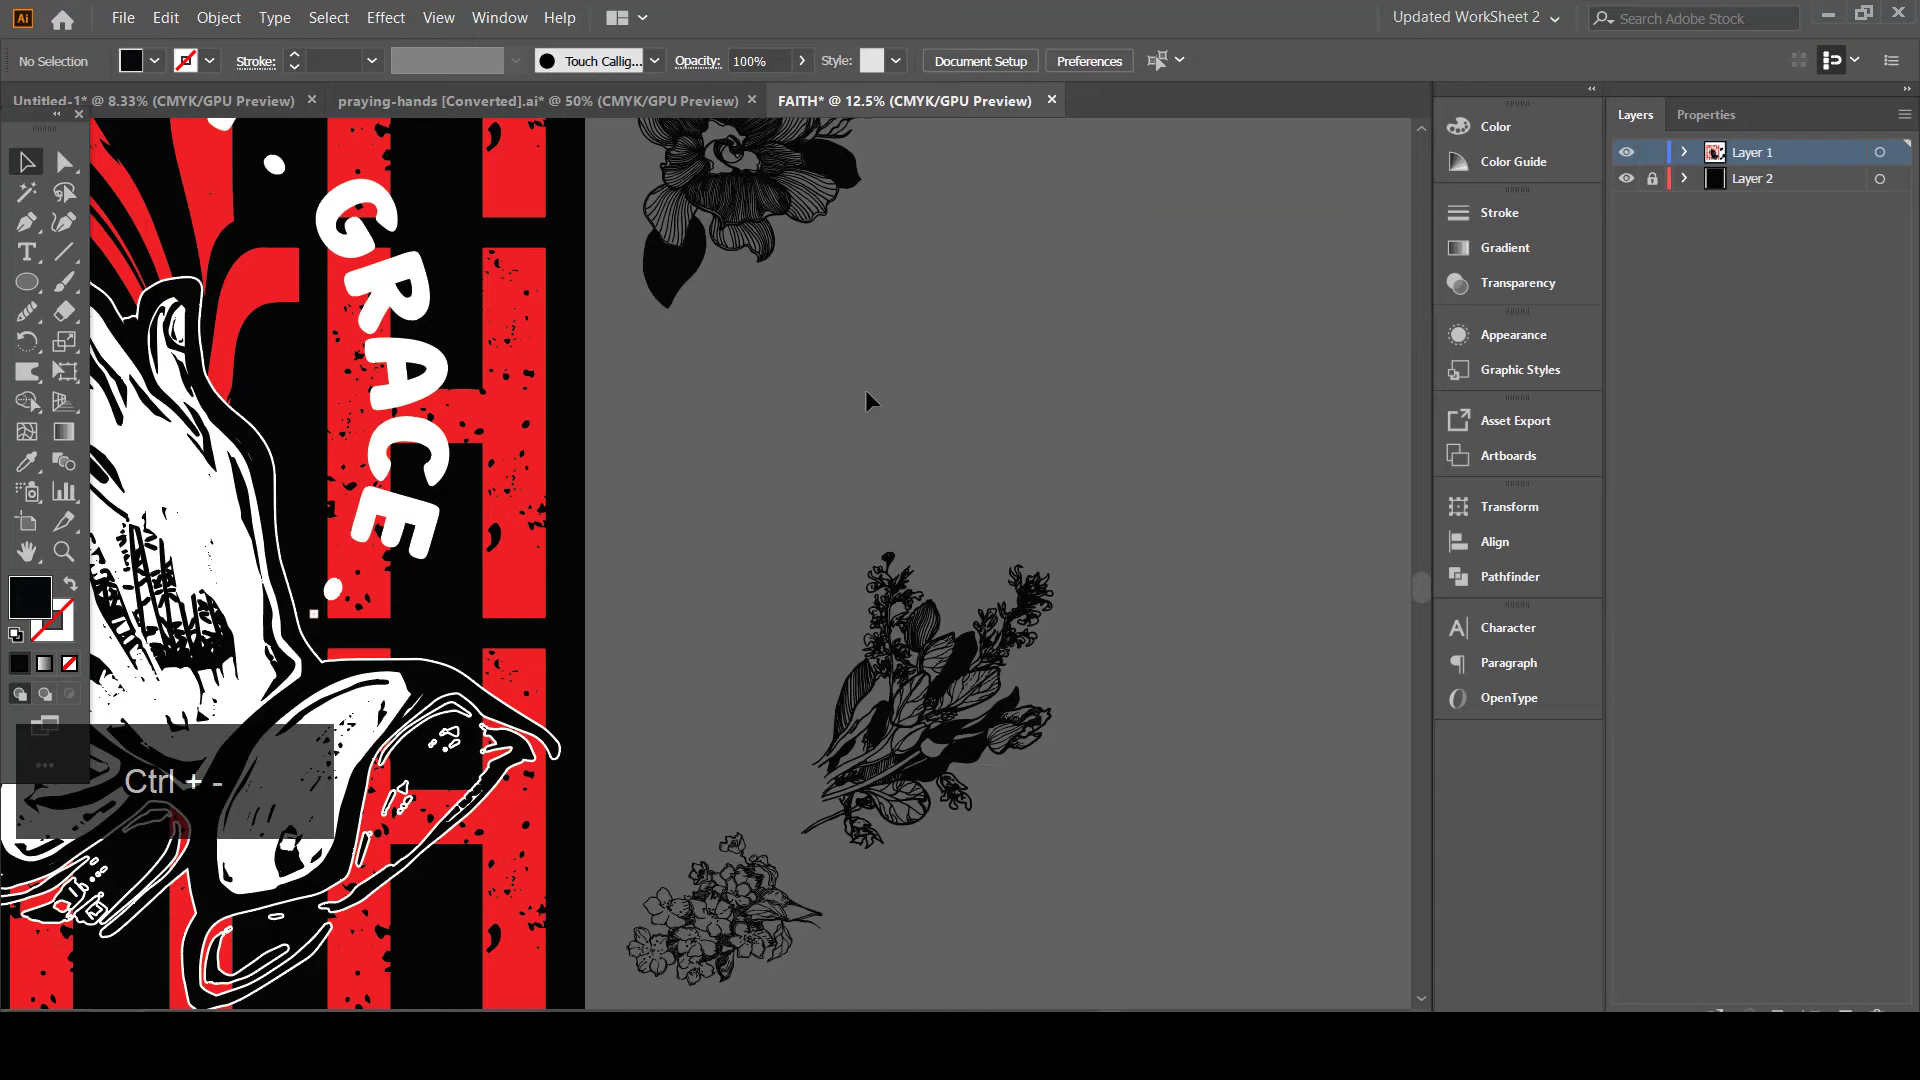 Ai
File Edit Object Type Select Effect View Window Help
Updated WorkSheet 2
Search Adobe Stock
No Selection
Stroke:
Touch Callig...
Opacity: 100%
Style:
Document Setup
Preferences
Untitled-1* @ 8.33% (CMYK/GPU Preview)
praying-hands [Converted].ai* @ 50% (CMYK/GPU Preview)
FAITH* @ 12.5% (CMYK/GPU Preview)
GRACE
Ctrl + -
Color
Color Guide
Stroke
Gradient
Transparency
Appearance
Graphic Styles
Asset Export
Artboards
Transform
Align
Pathfinder
Character
Paragraph
OpenType
Layers Properties
Layer 1
Layer 2